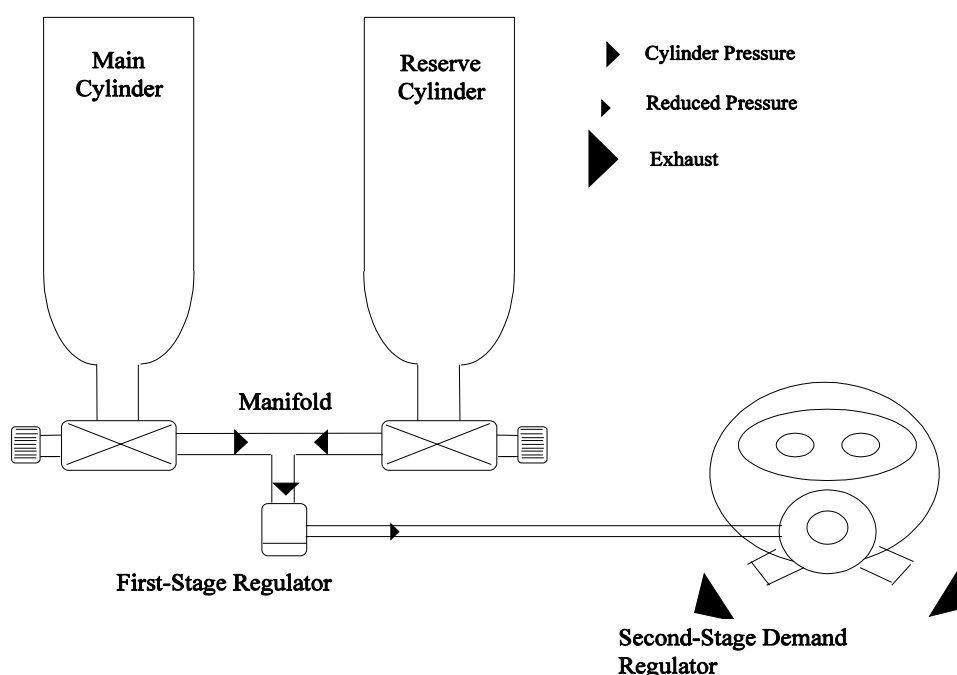 Main
Cylinder
Reserve
Cylinder
Cylinder Pressure
Reduced Pressure
Exhaust
Manifold
First-Stage Regulator
Second-Stage Demand
Regulator